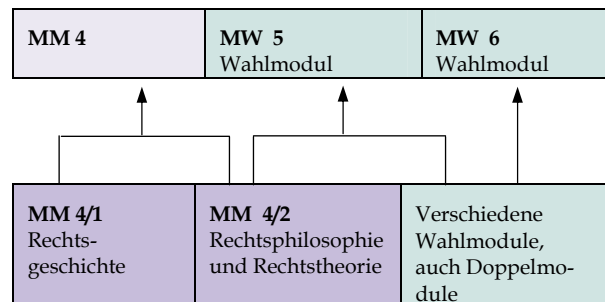 MM 4
MW 5
Wahlmodul
MW 6
Wahlmodul
MM 4/1
Rechts-
geschichte
MM 4/2
Rechtsphilosophie
und Rechtstheorie
Verschiedene
Wahlmodule,
auch Doppelmo-
dule